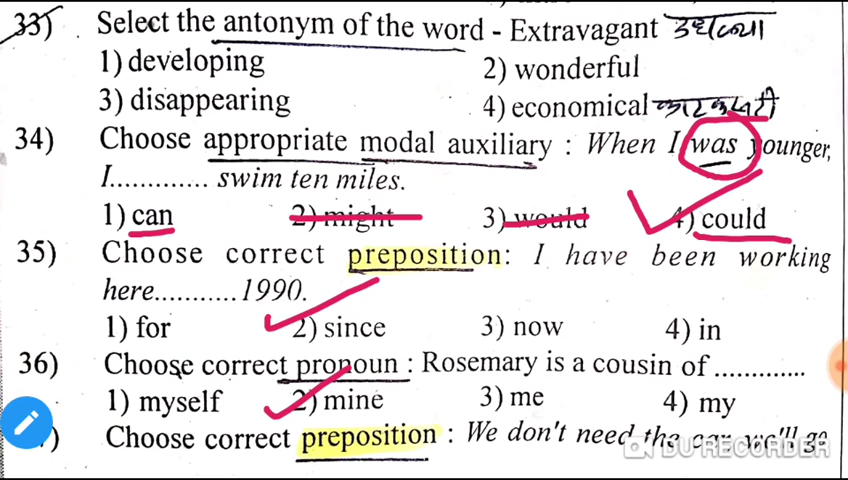 33) Select the antonym of the word - Extravagant उधळ्या
1) developing 2) wonderful
3) disappearing 4) economical काटकसरी
34) Choose appropriate modal auxiliary : When I was younger,
I............ swim ten miles.
1) can 2) might 3) would 4) could
35) Choose correct preposition: I have been working
here...........1990.
1) for 2) since 3) now 4) in
36) Choose correct pronoun : Rosemary is a cousin of .............
1) myself 2) mine 3) me 4) my
Choose correct preposition : We don't need the car, we'll go
DU RECORDER